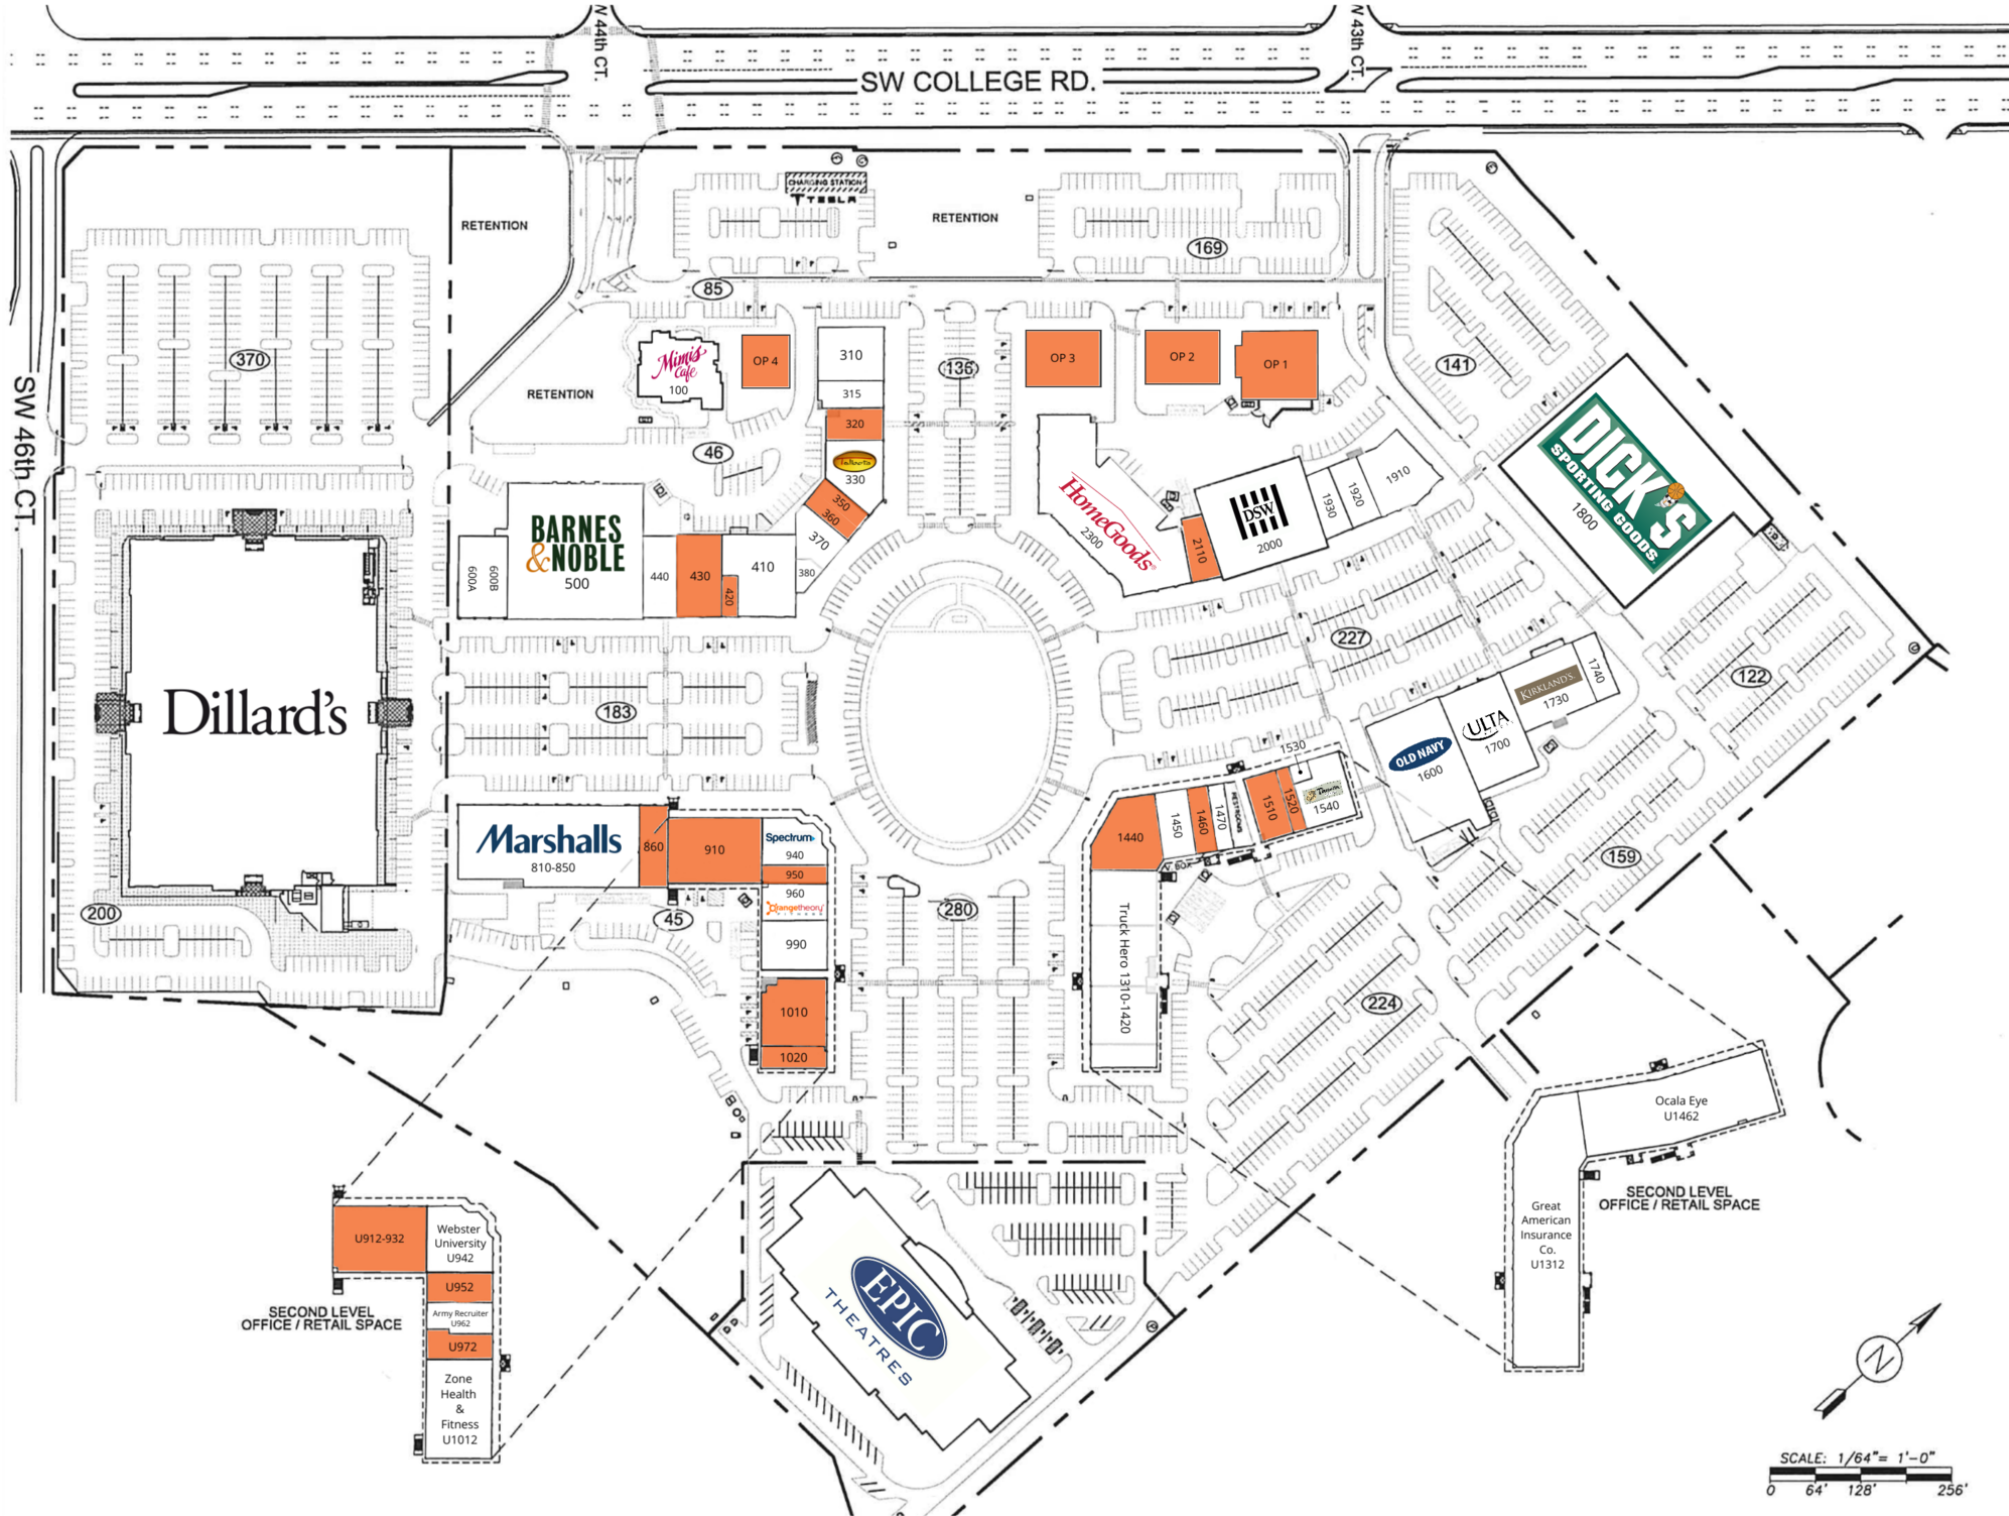 W 44th CT.
W 43th CT.
SW COLLEGE RD.
SW 46th CT.
CHARGING STATION
TESLA
RETENTION
RETENTION
RETENTION
169
85
370
136
141
46
Mimi's
Cafe
100
OP 4
310
315
320
330
350
360
370
380
OP 3
OP 2
OP 1
HomeGoods
2300
2110
DSW
2000
1930
1920
1910
DICK'S
SPORTING GOODS
1800
600A
600B
BARNES
&NOBLE
500
440
430
420
410
Dillard's
183
227
122
200
Marshalls
810-850
860
910
Spectrum
940
950
960
Orangetheory
990
1010
1020
45
280
1440
1450
1460
1470
RESTROOMS
1510
1520
1530
1540
OLD NAVY
1600
ULTA
1700
KIRKLAND'S
1730
1740
159
224
Truck Hero 1310-1420
EPIC
THEATRES
U912-932
Webster
University
U942
U952
Army Recruiter
U962
U972
Zone
Health
&
Fitness
U1012
SECOND LEVEL
OFFICE / RETAIL SPACE
Ocala Eye
U1462
Great
American
Insurance
Co.
U1312
SECOND LEVEL
OFFICE / RETAIL SPACE
N
SCALE: 1/64"= 1'-0"
0 64' 128' 256'